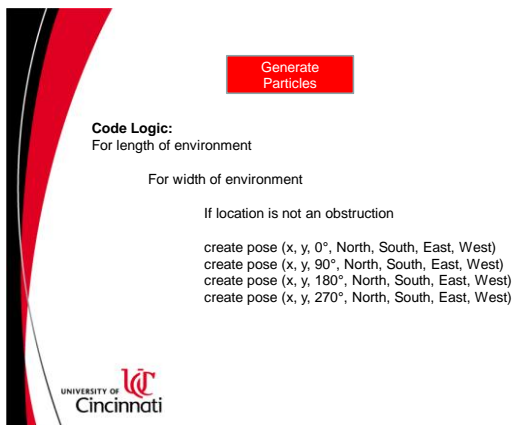 Generate
Particles
Code Logic:
For length of environment
For width of environment
If location is not an obstruction
create pose (x, y, 0°, North, South, East, West)
create pose (x, y, 90°, North, South, East, West)
create pose (x, y, 180°, North, South, East, West)
create pose (x, y, 270°, North, South, East, West)
UNIVERSITY OF UC
Cincinnati